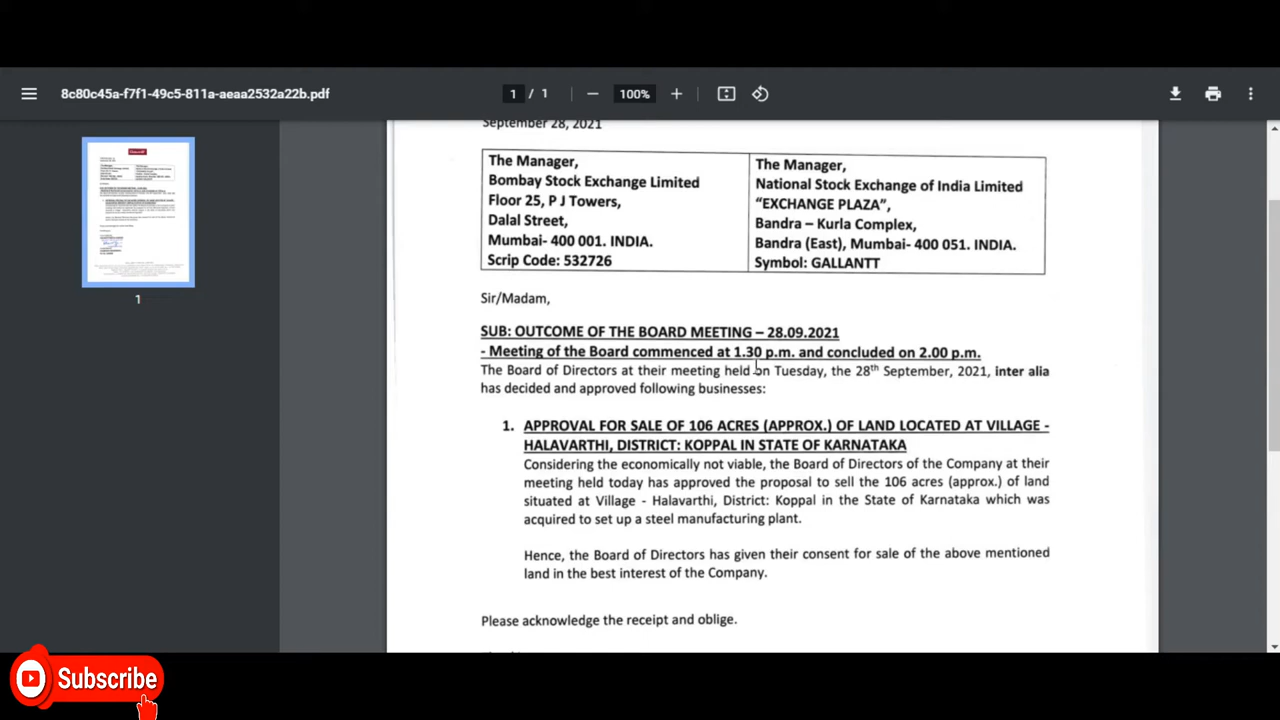 8c80c45a-f7f1-49c5-811a-aeaa2532a22b.pdf
1 / 1
100%
1
September 28, 2021
The Manager,
Bombay Stock Exchange Limited
Floor 25, P J Towers,
Dalal Street,
Mumbai- 400 001. INDIA.
Scrip Code: 532726
The Manager,
National Stock Exchange of India Limited
“EXCHANGE PLAZA”,
Bandra – Kurla Complex,
Bandra (East), Mumbai- 400 051. INDIA.
Symbol: GALLANTT
Sir/Madam,
SUB: OUTCOME OF THE BOARD MEETING – 28.09.2021
- Meeting of the Board commenced at 1.30 p.m. and concluded on 2.00 p.m.
The Board of Directors at their meeting held on Tuesday, the 28th September, 2021, inter alia
has decided and approved following businesses:
1. APPROVAL FOR SALE OF 106 ACRES (APPROX.) OF LAND LOCATED AT VILLAGE -
HALAVARTHI, DISTRICT: KOPPAL IN STATE OF KARNATAKA
Considering the economically not viable, the Board of Directors of the Company at their
meeting held today has approved the proposal to sell the 106 acres (approx.) of land
situated at Village - Halavarthi, District: Koppal in the State of Karnataka which was
acquired to set up a steel manufacturing plant.
Hence, the Board of Directors has given their consent for sale of the above mentioned
land in the best interest of the Company.
Please acknowledge the receipt and oblige.
Subscribe